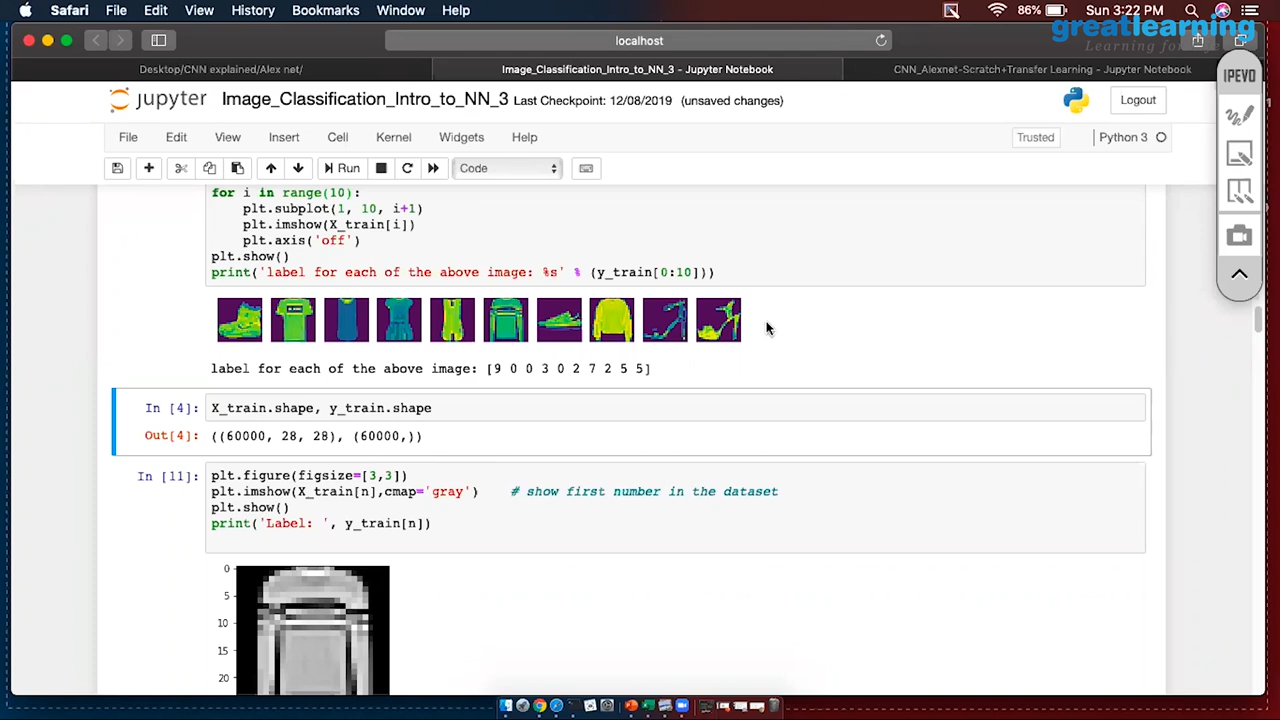 Safari File Edit View History Bookmarks Window Help 86% Sun 3:22 PM
greatlearning
Learning for
localhost
Desktop/CNN explained/Alex net/ Image_Classification_Intro_to_NN_3 - Jupyter Notebook CNN_Alexnet-Scratch+Transfer Learning - Jupyter Notebook
IPEVO
jupyter Image_Classification_Intro_to_NN_3 Last Checkpoint: 12/08/2019 (unsaved changes) Logout
File Edit View Insert Cell Kernel Widgets Help Trusted Python 3
Run Code
for i in range(10):
plt.subplot(1, 10, i+1)
plt.imshow(X_train[i])
plt.axis('off')
plt.show()
print('label for each of the above image: %s' % (y_train[0:10]))
label for each of the above image: [9 0 0 3 0 2 7 2 5 5]
In [4]: X_train.shape, y_train.shape
Out[4]: ((60000, 28, 28), (60000,))
In [11]: plt.figure(figsize=[3,3])
plt.imshow(X_train[n],cmap='gray') # show first number in the dataset
plt.show()
print('Label: ', y_train[n])
0
5
10
15
20